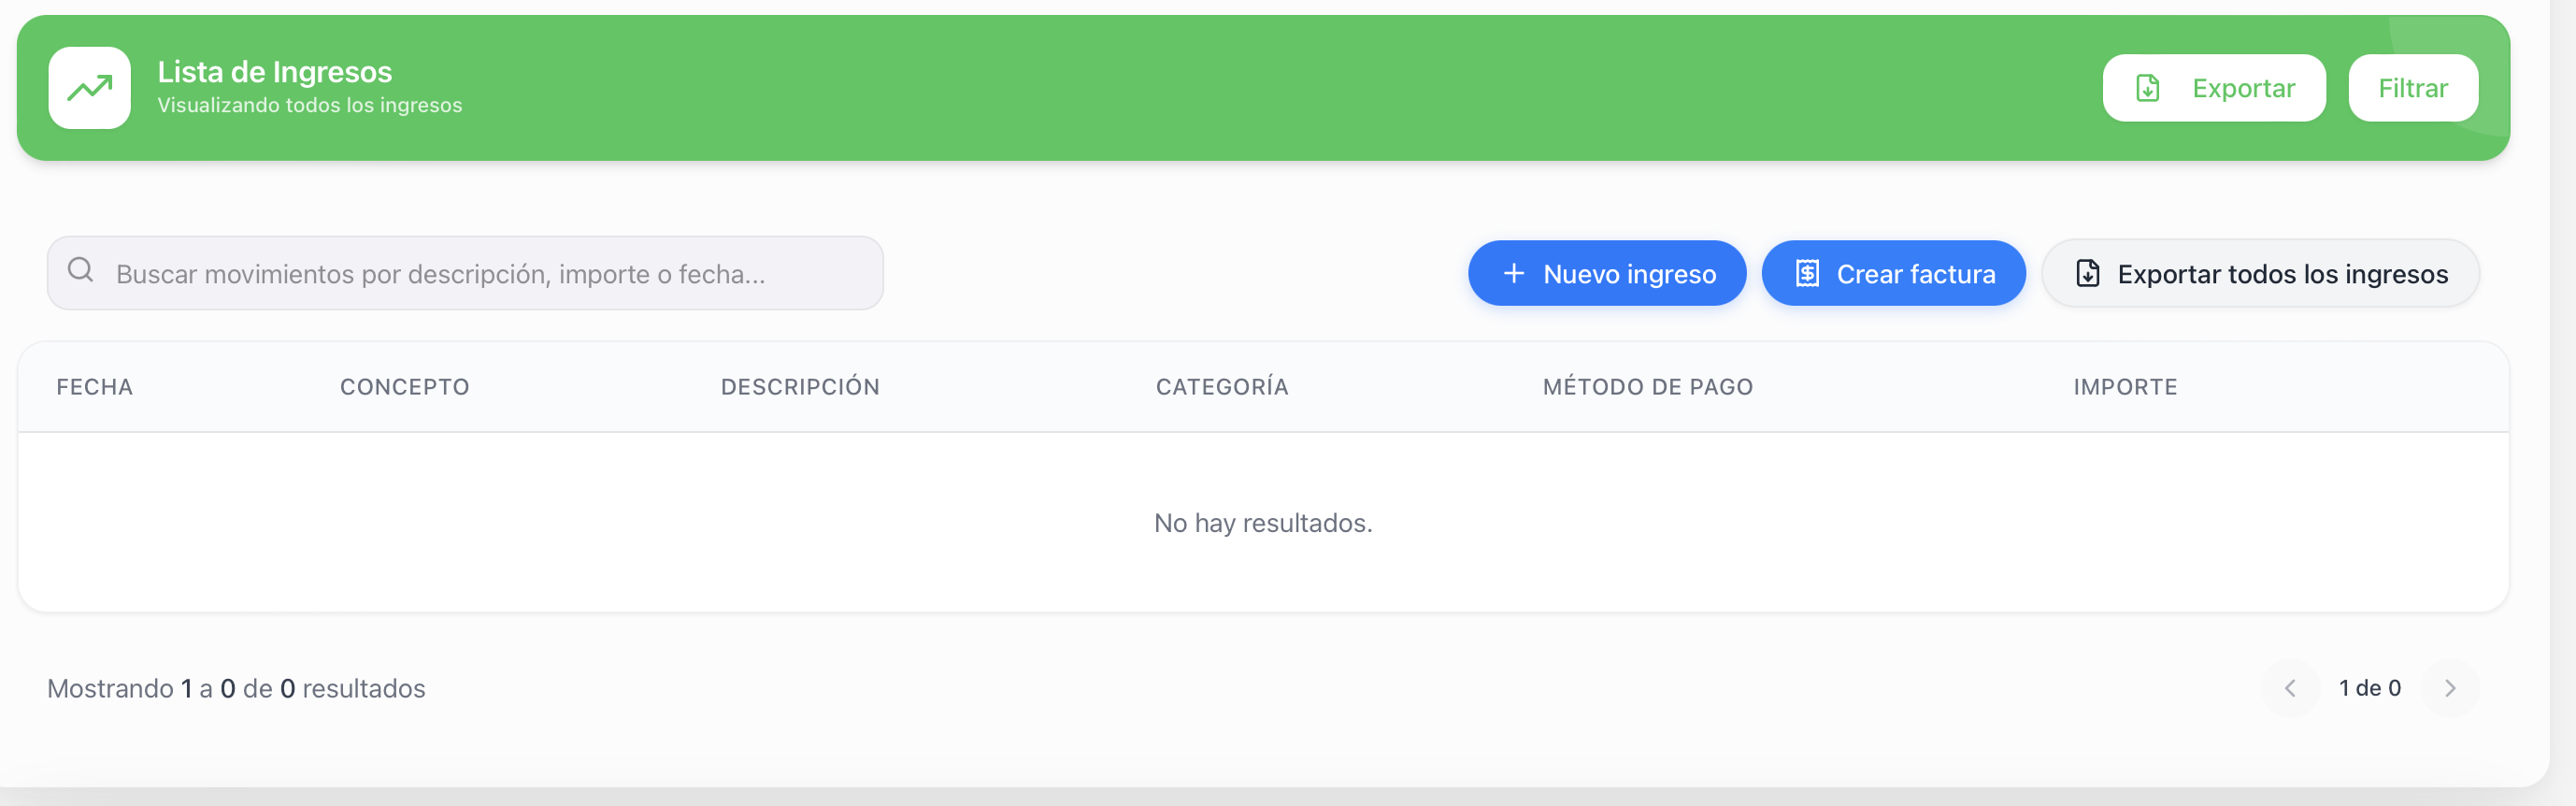 Lista de Ingresos
Visualizando todos los ingresos
Exportar
Filtrar
Buscar movimientos por descripción, importe o fecha...
Nuevo ingreso
Crear factura
Exportar todos los ingresos
FECHA
CONCEPTO
DESCRIPCIÓN
CATEGORÍA
MÉTODO DE PAGO
IMPORTE
No hay resultados.
Mostrando 1 a 0 de 0 resultados
1 de 0